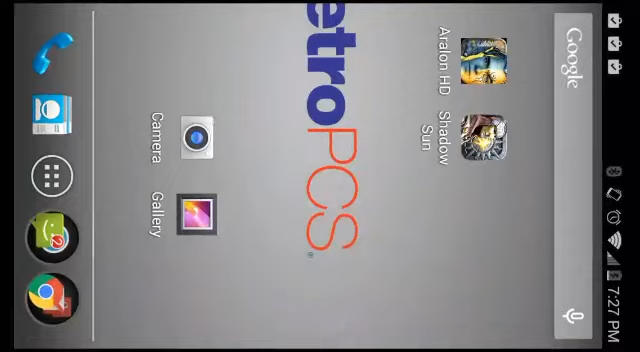 7:27 PM
Google
Aralon HD
Shadow
Sun
etroPCS
Camera
Gallery